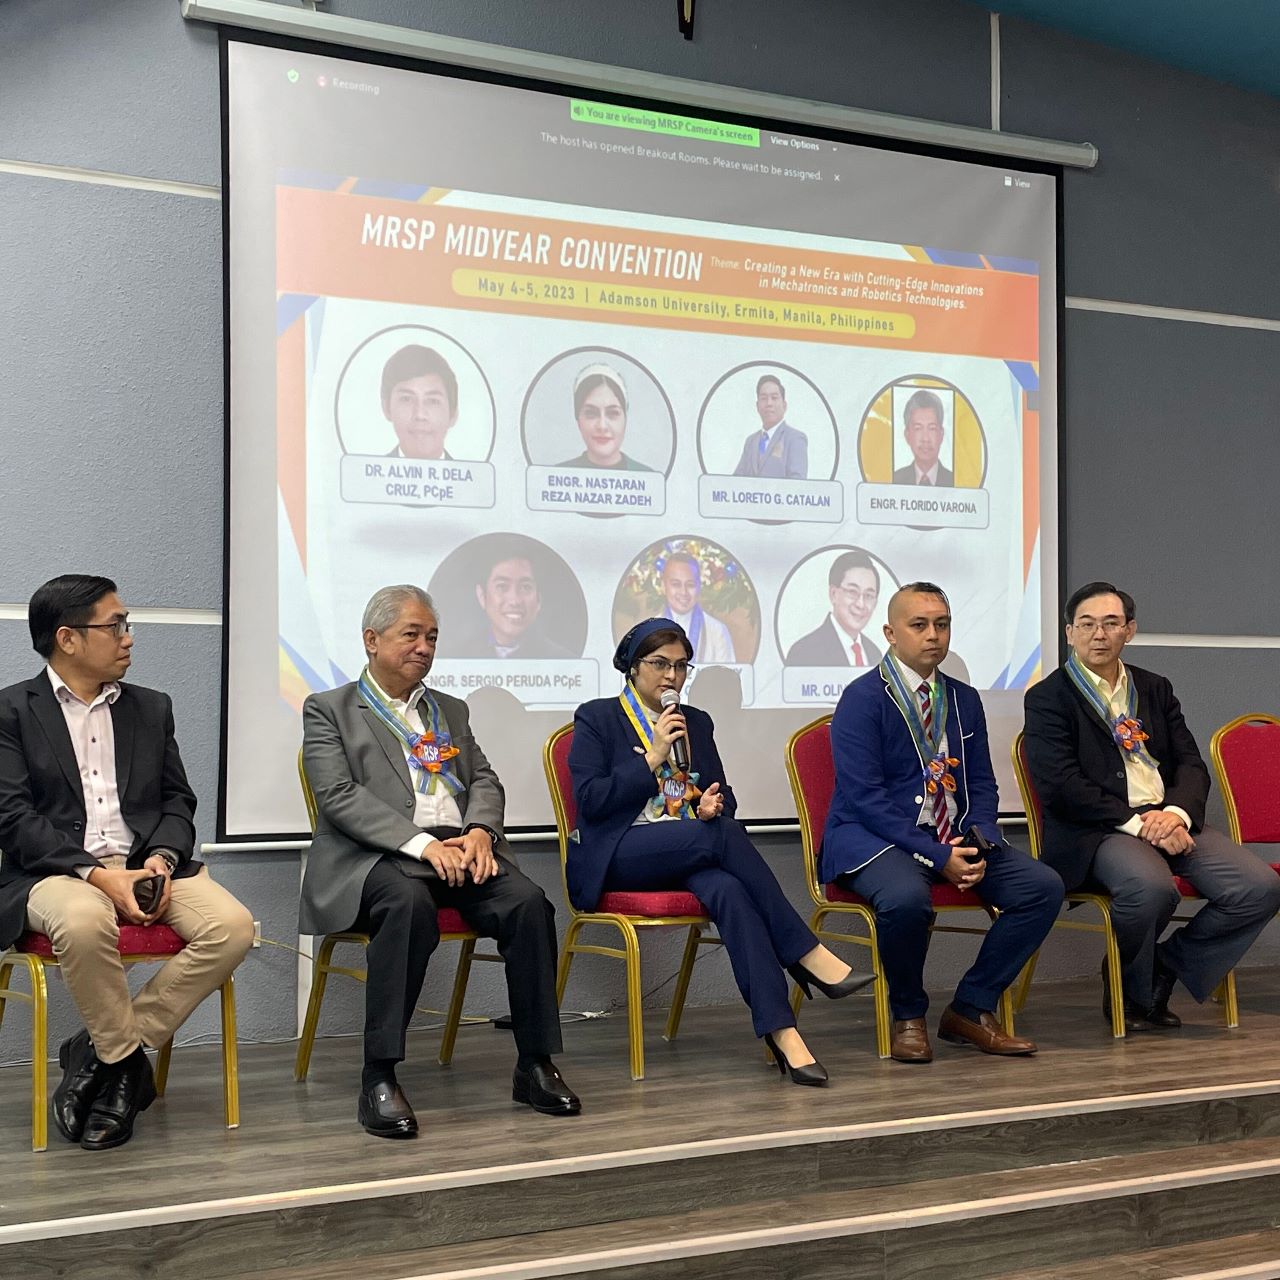 Recording
You are viewing MRSP Camera's screen
View Options
The host has opened Breakout Rooms. Please wait to be assigned.
View
MRSP MIDYEAR CONVENTION
Theme: Creating a New Era with Cutting-Edge Innovations
in Mechatronics and Robotics Technologies.
May 4-5, 2023 | Adamson University, Ermita, Manila, Philippines
DR. ALVIN R. DELA
CRUZ, PCpE
ENGR. NASTARAN
REZA NAZAR ZADEH
MR. LORETO G. CATALAN
ENGR. FLORIDO VARONA
ENGR. SERGIO PERUDA PCpE
MR.
MRSP
MRSP